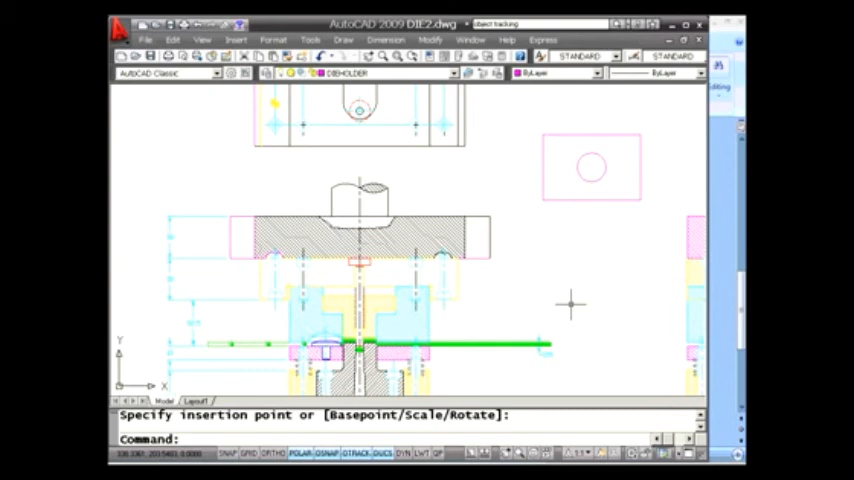 AutoCAD 2009 DIE2.dwg
object tracking
File Edit View Insert Format Tools Draw Dimension Modify Window Help Express
STANDARD STANDARD
AutoCAD Classic DIEHOLDER ByLayer ByLayer
Editing
Y
X
Model Layout1
Specify insertion point or [Basepoint/Scale/Rotate]:
Command:
SNAP GRID ORTHO POLAR OSNAP OTRACK DUCS DYN LWT QP